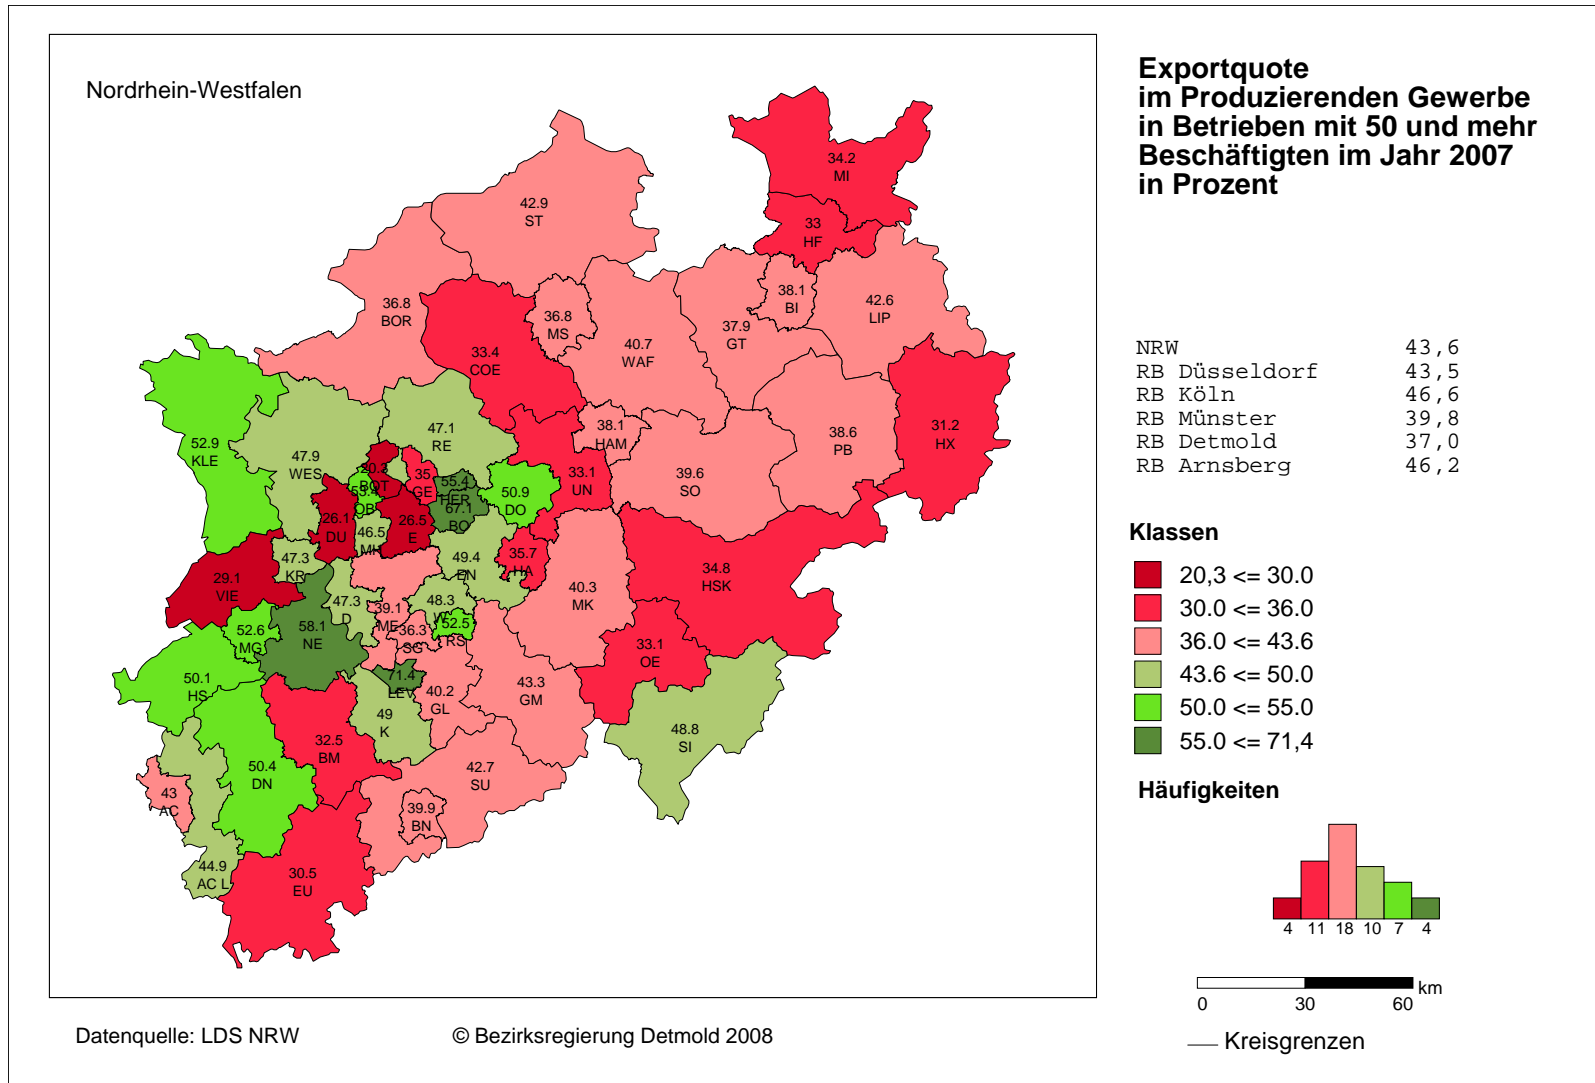 Nordrhein-Westfalen
34.2
MI
42.9
ST
33
HF
38.1
BI
42.6
LIP
36.8
BOR
36.8
MS
37.9
GT
40.7
WAF
33.4
COE
31.2
HX
52.9
KLE
47.1
RE
38.1
HAM
38.6
PB
47.9
WES
20.3
BOT
35
GE
33.1
UN
39.6
SO
55.4
HER
50.9
DO
53.4
OB
67.1
BO
26.1
DU
26.5
E
46.5
MH
47.3
KR
49.4
EN
35.7
HA
34.8
HSK
29.1
VIE
40.3
MK
47.3
D
39.1
ME
48.3
W
52.6
MG
58.1
NE
36.3
SG
52.5
RS
33.1
OE
50.1
HS
71.4
LEV
40.2
GL
43.3
GM
49
K
48.8
SI
32.5
BM
50.4
DN
42.7
SU
43
AC
39.9
BN
44.9
AC L
30.5
EU
Exportquote
im Produzierenden Gewerbe
in Betrieben mit 50 und mehr
Beschäftigten im Jahr 2007
in Prozent
NRW 43,6
RB Düsseldorf 43,5
RB Köln 46,6
RB Münster 39,8
RB Detmold 37,0
RB Arnsberg 46,2
Klassen
20,3 <= 30.0
30.0 <= 36.0
36.0 <= 43.6
43.6 <= 50.0
50.0 <= 55.0
55.0 <= 71,4
Häufigkeiten
4 11 18 10 7 4
km
0 30 60
Kreisgrenzen
Datenquelle: LDS NRW © Bezirksregierung Detmold 2008